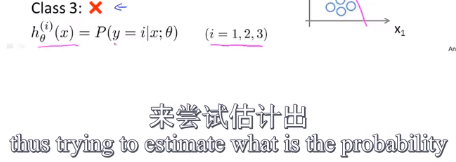 Class 3: ❌ ←
x₁
h_θ^{(i)}(x) = P(y = i|x; θ) (i = 1, 2, 3)
An
来尝试估计出
thus trying to estimate what is the probability